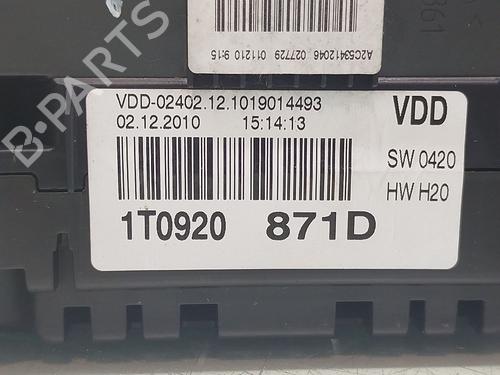 B-PARTS
361
A2C53412046 027729 011210 9:15
VDD-02402.12.1019014493
02.12.2010 15:14:13
VDD
SW 0420
HW H20
1T0920 871D